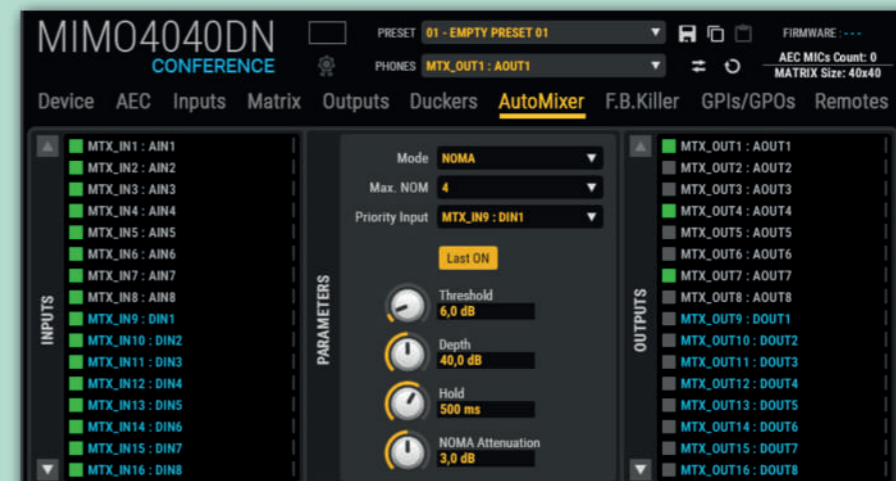 MIMO4040DN
CONFERENCE
PRESET 01 - EMPTY PRESET 01
PHONES MTX_OUT1 : AOUT1
FIRMWARE : ---
AEC MICs Count: 0
MATRIX Size: 40x40
Device AEC Inputs Matrix Outputs Duckers AutoMixer F.B.Killer GPIs/GPOs Remotes
INPUTS
MTX_IN1 : AIN1
MTX_IN2 : AIN2
MTX_IN3 : AIN3
MTX_IN4 : AIN4
MTX_IN5 : AIN5
MTX_IN6 : AIN6
MTX_IN7 : AIN7
MTX_IN8 : AIN8
MTX_IN9 : DIN1
MTX_IN10 : DIN2
MTX_IN11 : DIN3
MTX_IN12 : DIN4
MTX_IN13 : DIN5
MTX_IN14 : DIN6
MTX_IN15 : DIN7
MTX_IN16 : DIN8
PARAMETERS
Mode NOMA
Max. NOM 4
Priority Input MTX_IN9 : DIN1
Last ON
Threshold
6,0 dB
Depth
40,0 dB
Hold
500 ms
NOMA Attenuation
3,0 dB
OUTPUTS
MTX_OUT1 : AOUT1
MTX_OUT2 : AOUT2
MTX_OUT3 : AOUT3
MTX_OUT4 : AOUT4
MTX_OUT5 : AOUT5
MTX_OUT6 : AOUT6
MTX_OUT7 : AOUT7
MTX_OUT8 : AOUT8
MTX_OUT9 : DOUT1
MTX_OUT10 : DOUT2
MTX_OUT11 : DOUT3
MTX_OUT12 : DOUT4
MTX_OUT13 : DOUT5
MTX_OUT14 : DOUT6
MTX_OUT15 : DOUT7
MTX_OUT16 : DOUT8